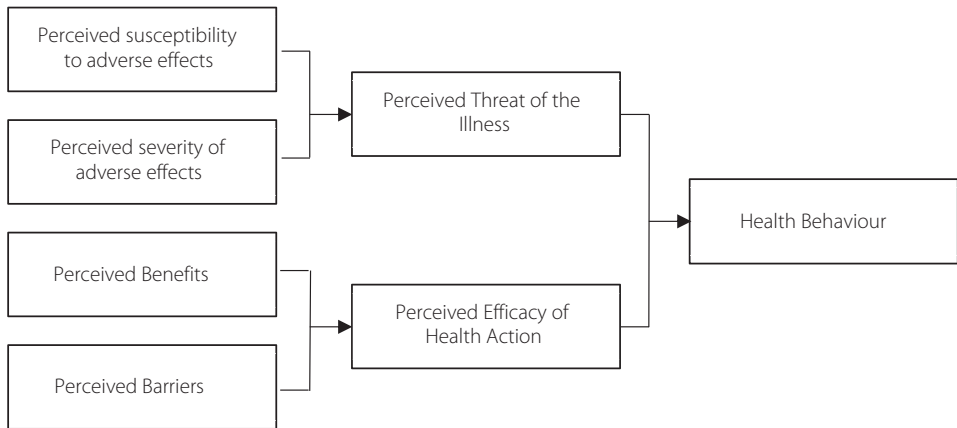 Perceived susceptibility
to adverse effects
Perceived severity of
adverse effects
Perceived Benefits
Perceived Barriers
Perceived Threat of the
Illness
Perceived Efficacy of
Health Action
Health Behaviour